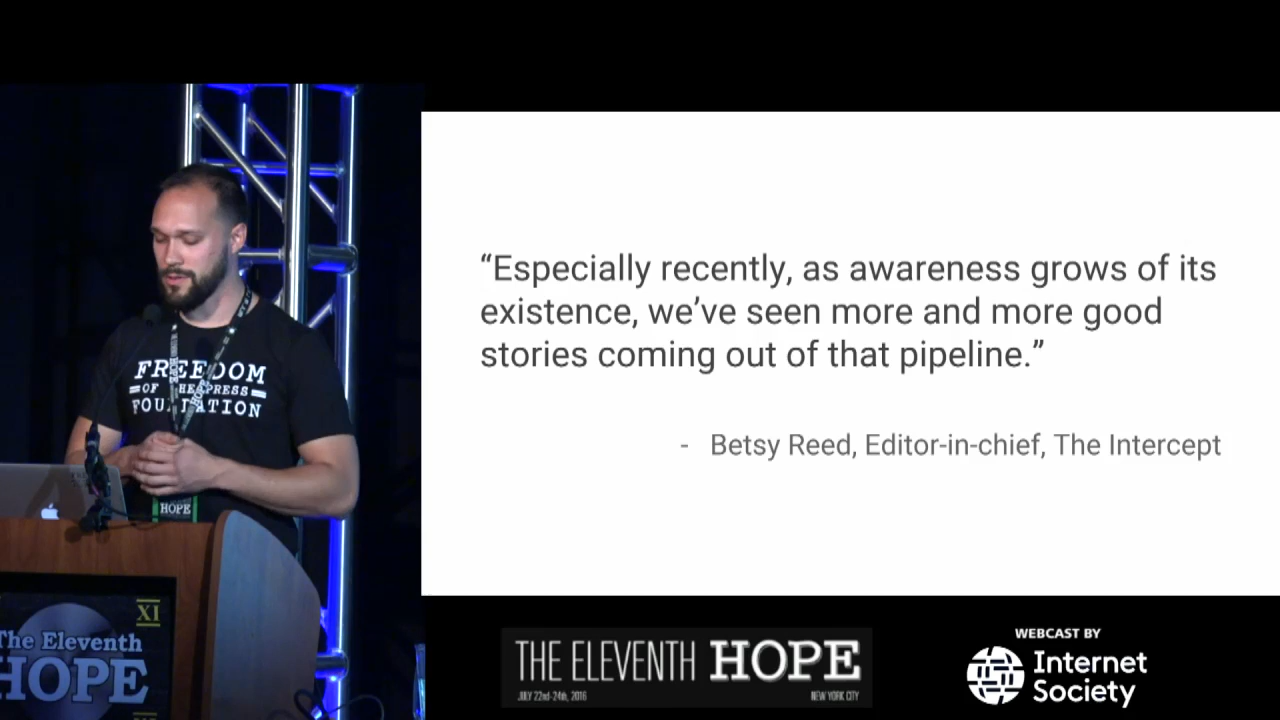 FREEDOM
OF THE PRESS
FOUNDATION
HOPE
XI
The Eleventh
HOPE
“Especially recently, as awareness grows of its
existence, we’ve seen more and more good
stories coming out of that pipeline.”
- Betsy Reed, Editor-in-chief, The Intercept
THE ELEVENTH HOPE
JULY 22nd-24th, 2016
NEW YORK CITY
WEBCAST BY
Internet
Society